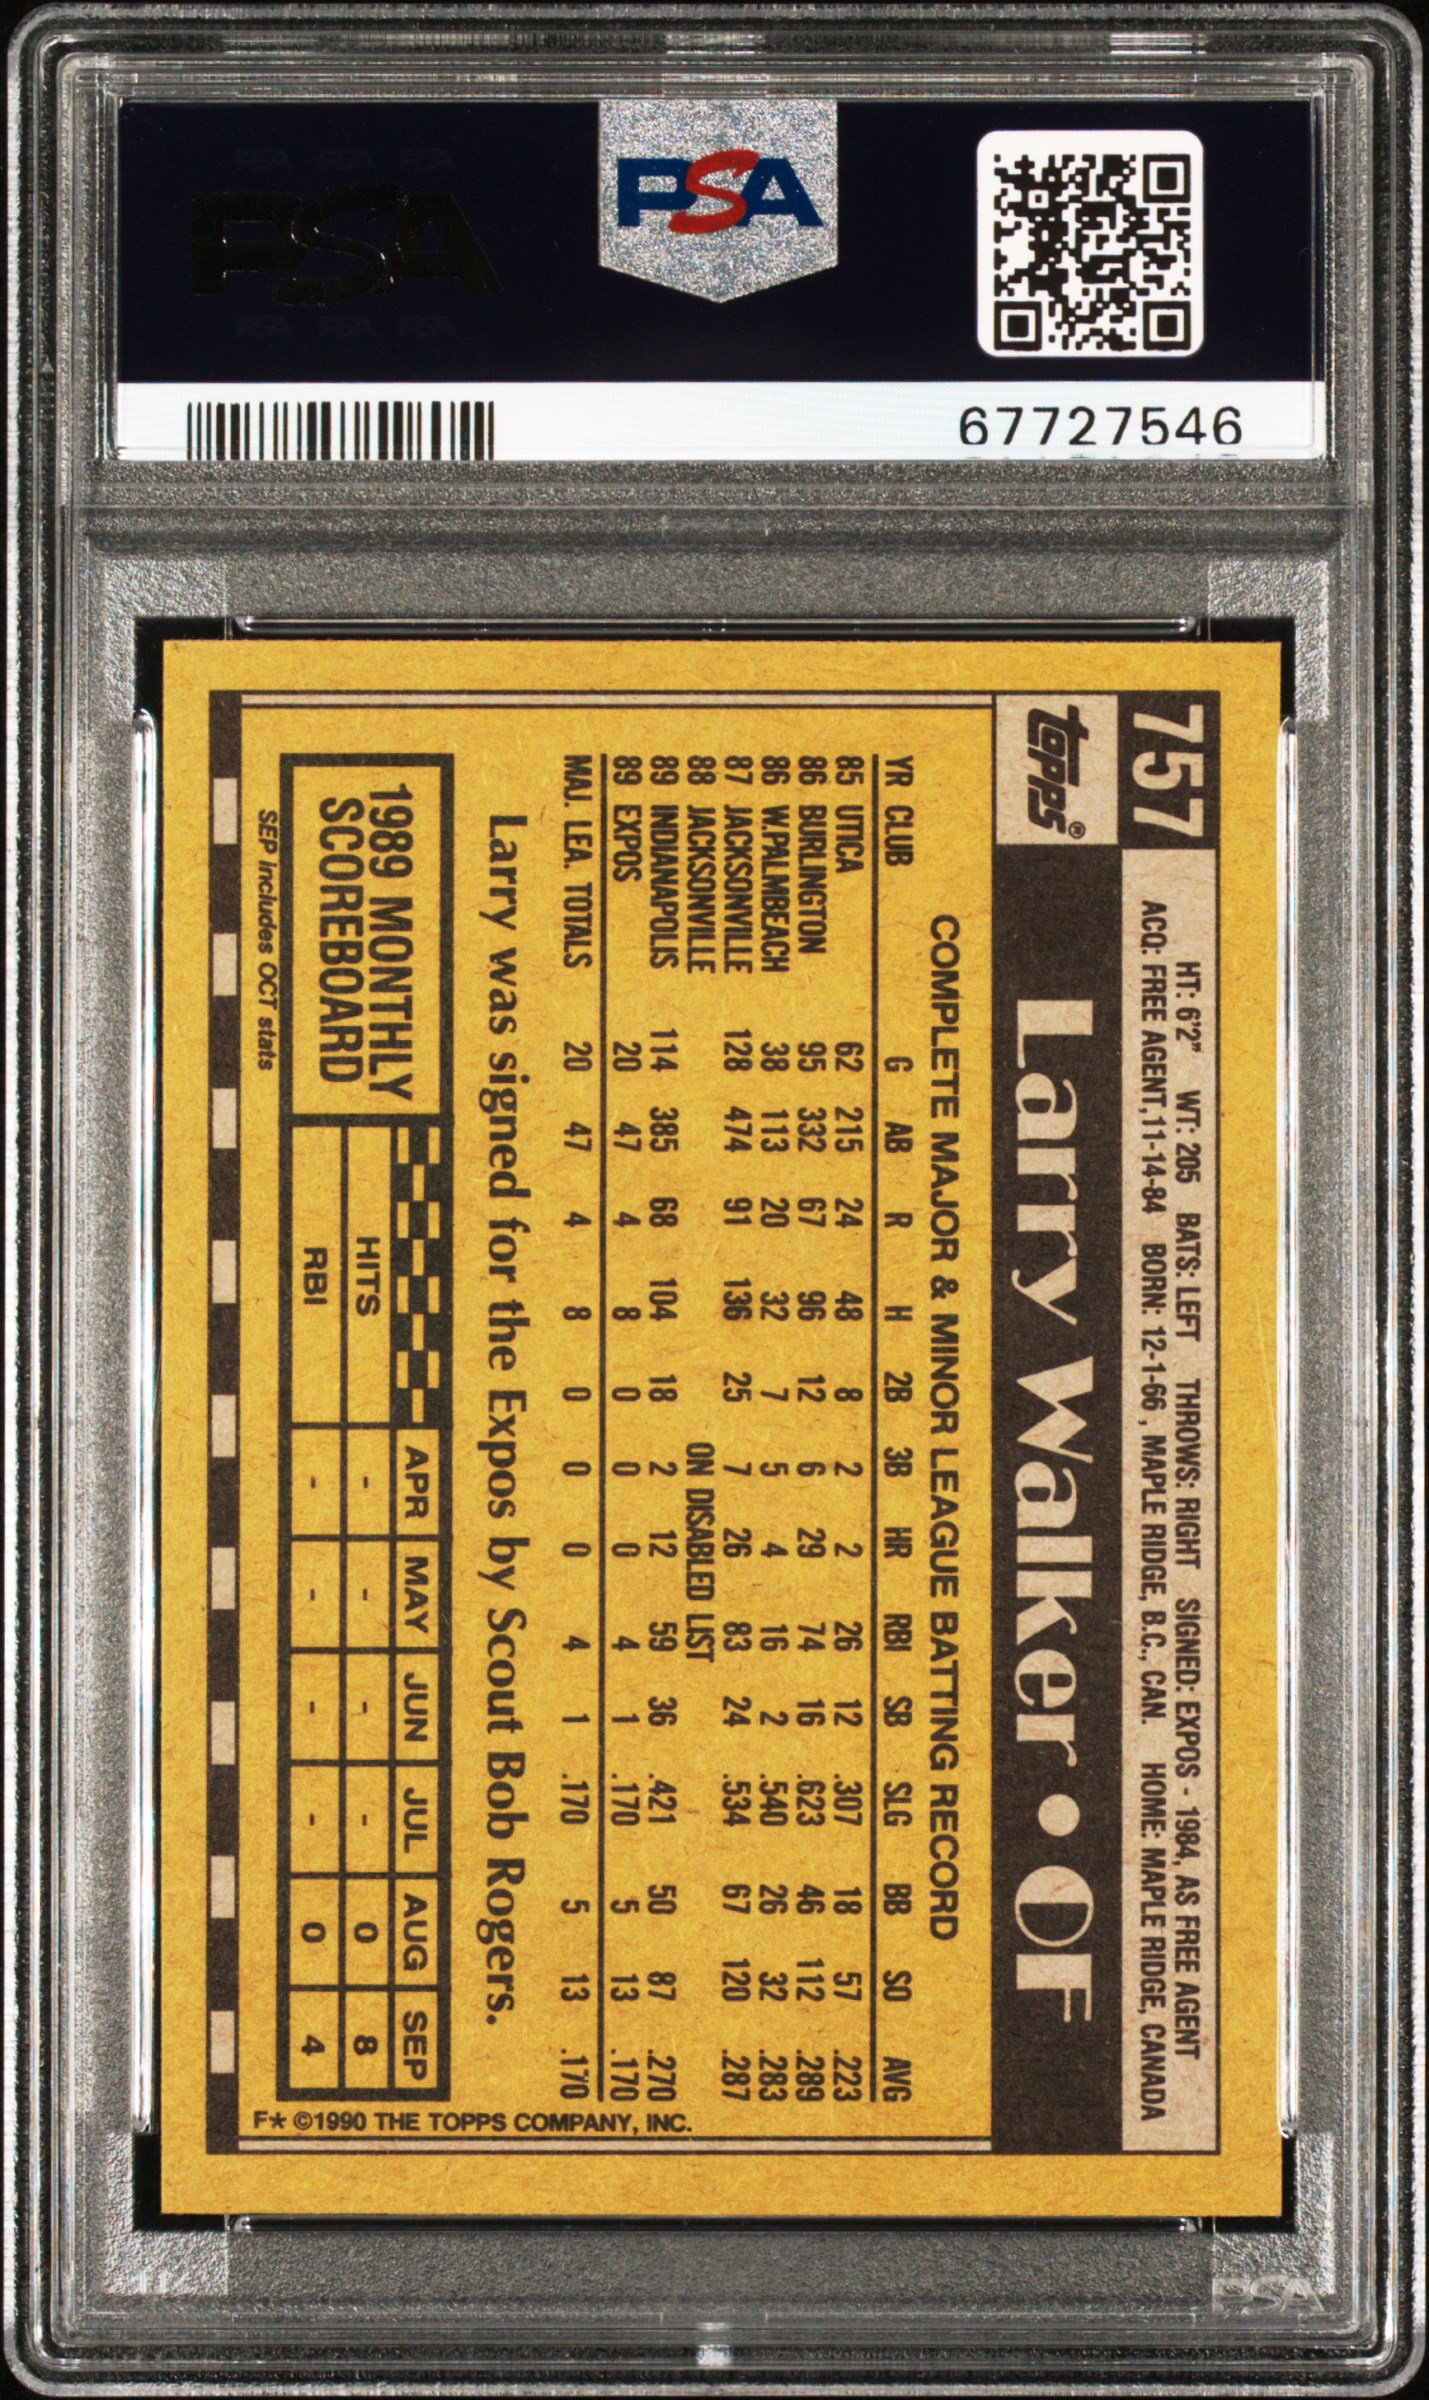 PSA
PSA
67727546
757
HT: 6'2" WT: 205 BATS: LEFT THROWS: RIGHT SIGNED: EXPOS - 1984, AS FREE AGENT
ACQ: FREE AGENT,11-14-84 BORN: 12-1-66 , MAPLE RIDGE, B.C., CAN. HOME: MAPLE RIDGE, CANADA
topps®
Larry Walker • OF
COMPLETE MAJOR & MINOR LEAGUE BATTING RECORD
YR CLUB G AB R H 2B 3B HR RBI SB SLG BB SO AVG
85 UTICA 62 215 24 48 8 2 2 26 12 .307 18 57 .223
86 BURLINGTON 95 332 67 96 12 6 29 74 16 .623 46 112 .289
86 W.PALMBEACH 38 113 20 32 7 5 4 16 2 .540 26 32 .283
87 JACKSONVILLE 128 474 91 136 25 7 26 83 24 .534 67 120 .287
88 JACKSONVILLE ON DISABLED LIST
89 INDIANAPOLIS 114 385 68 104 18 2 12 59 36 .421 50 87 .270
89 EXPOS 20 47 4 8 0 0 0 4 1 .170 5 13 .170
MAJ. LEA. TOTALS 20 47 4 8 0 0 0 4 1 .170 5 13 .170
Larry was signed for the Expos by Scout Bob Rogers.
1989 MONTHLY
SCOREBOARD
APR MAY JUN JUL AUG SEP
HITS - - - - 0 8
RBI - - - - 0 4
SEP includes OCT stats
F* ©1990 THE TOPPS COMPANY, INC.
PSA